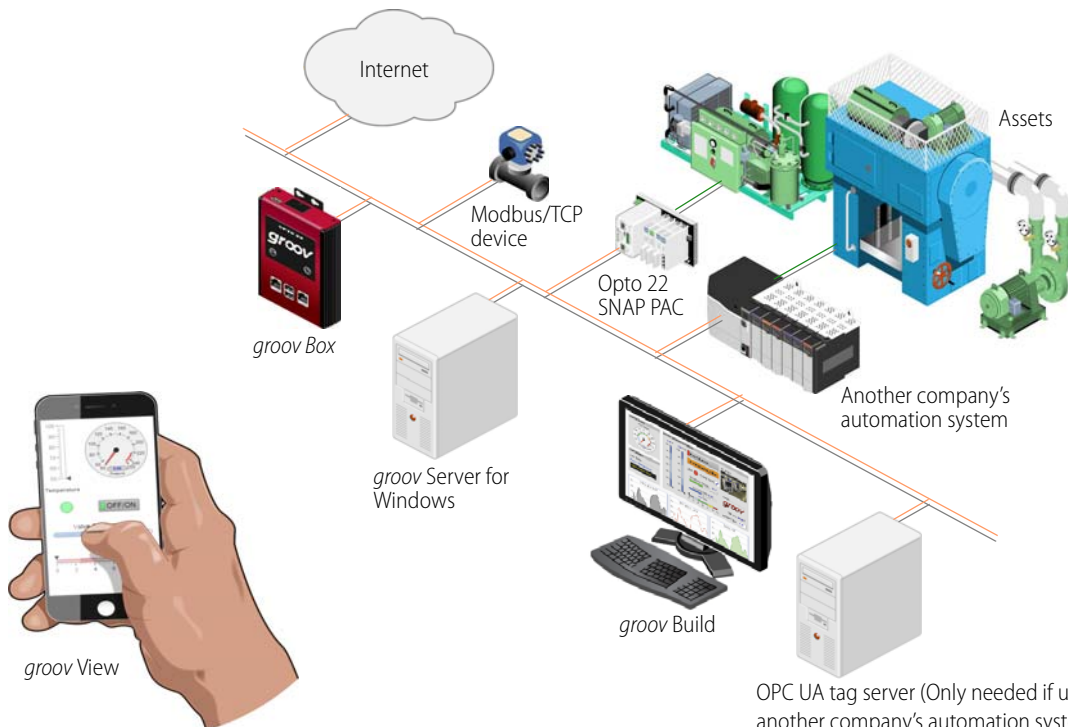 Internet
Assets
Modbus/TCP
device
groov
Opto 22
SNAP PAC
groov Box
Another company's
automation system
groov Server for
Windows
Temperature
OFF/ON
groov Build
groov View
OPC UA tag server (Only needed if u
another company's automation syst